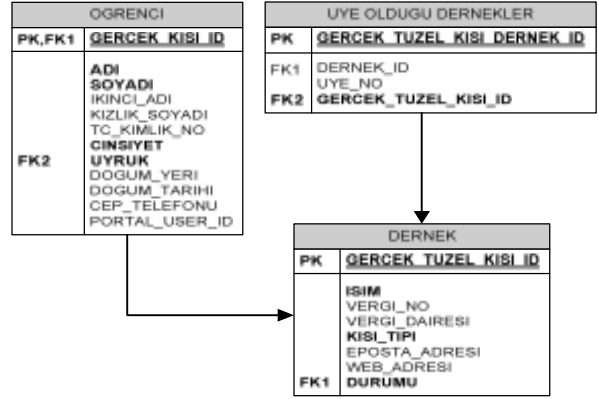 OGRENCI
PK,FK1 GERCEK_KISI_ID
ADI
SOYADI
IKINCI_ADI
KIZLIK_SOYADI
TC_KIMLIK_NO
CINSIYET
FK2 UYRUK
DOGUM_YERI
DOGUM_TARIHI
CEP_TELEFONU
PORTAL_USER_ID
UYE OLDUGU DERNEKLER
PK GERCEK_TUZEL_KISI_DERNEK_ID
FK1 DERNEK_ID
UYE_NO
FK2 GERCEK_TUZEL_KISI_ID
DERNEK
PK GERCEK_TUZEL_KISI_ID
ISIM
VERGI_NO
VERGI_DAIRESI
KISI_TIPI
EPOSTA_ADRESI
WEB_ADRESI
FK1 DURUMU